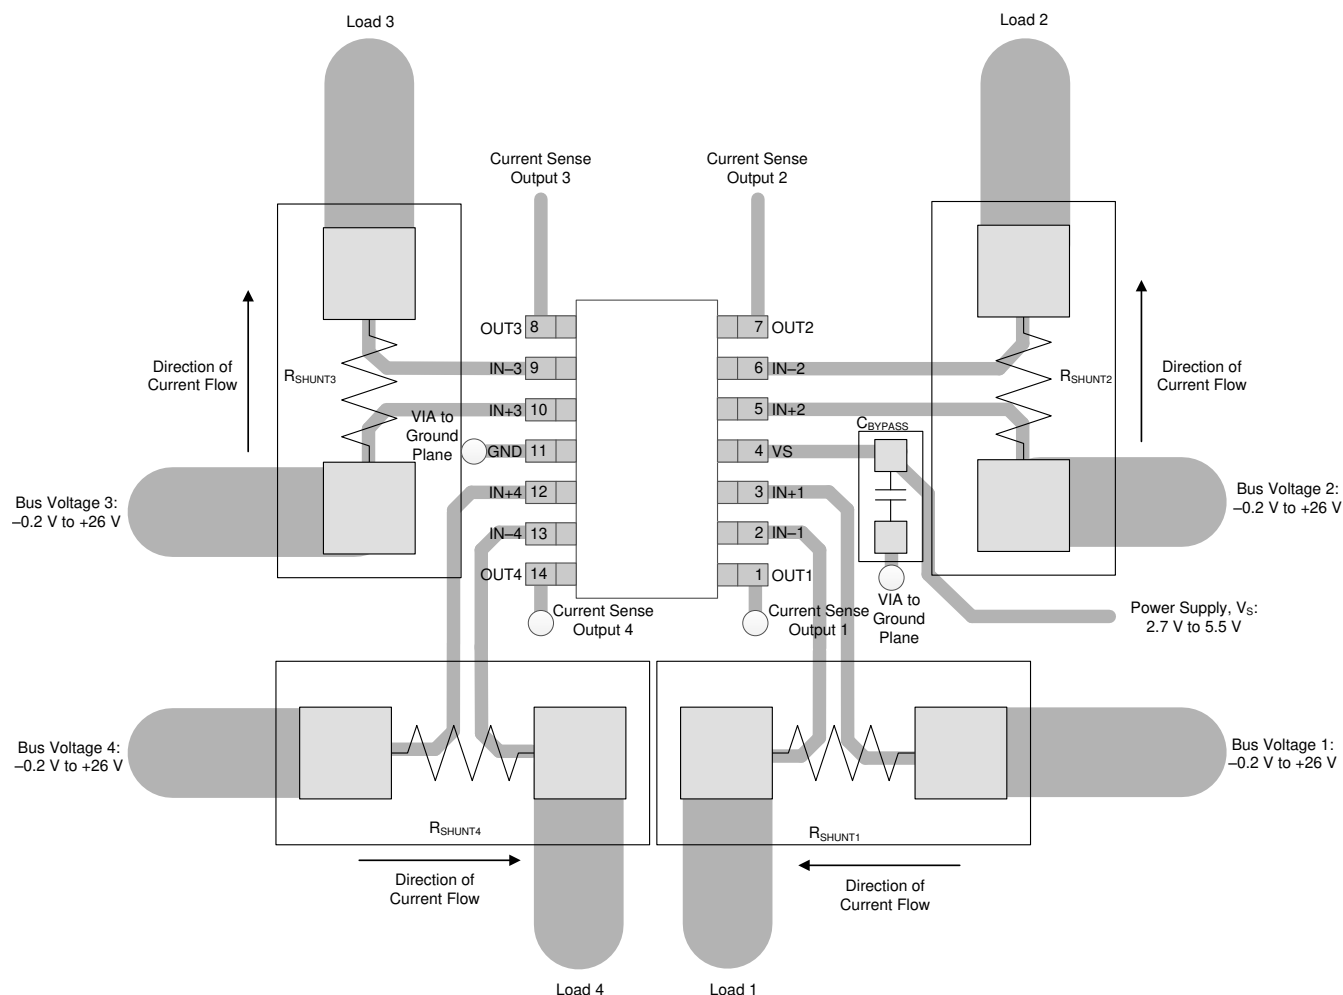 Load 3
Load 2
Current Sense
Output 3
Current Sense
Output 2
OUT3 8
7 OUT2
IN–3 9
6 IN–2
IN+3 10
5 IN+2
GND 11
4 VS
IN+4 12
3 IN+1
IN–4 13
2 IN–1
OUT4 14
1 OUT1
Direction of
Current Flow
RSHUNT3
RSHUNT2
Direction of
Current Flow
VIA to
Ground
Plane
CBYPASS
Bus Voltage 3:
–0.2 V to +26 V
Bus Voltage 2:
–0.2 V to +26 V
Current Sense
Output 4
Current Sense
Output 1
VIA to
Ground
Plane
Power Supply, VS:
2.7 V to 5.5 V
Bus Voltage 4:
–0.2 V to +26 V
Bus Voltage 1:
–0.2 V to +26 V
RSHUNT4
RSHUNT1
Direction of
Current Flow
Direction of
Current Flow
Load 4
Load 1